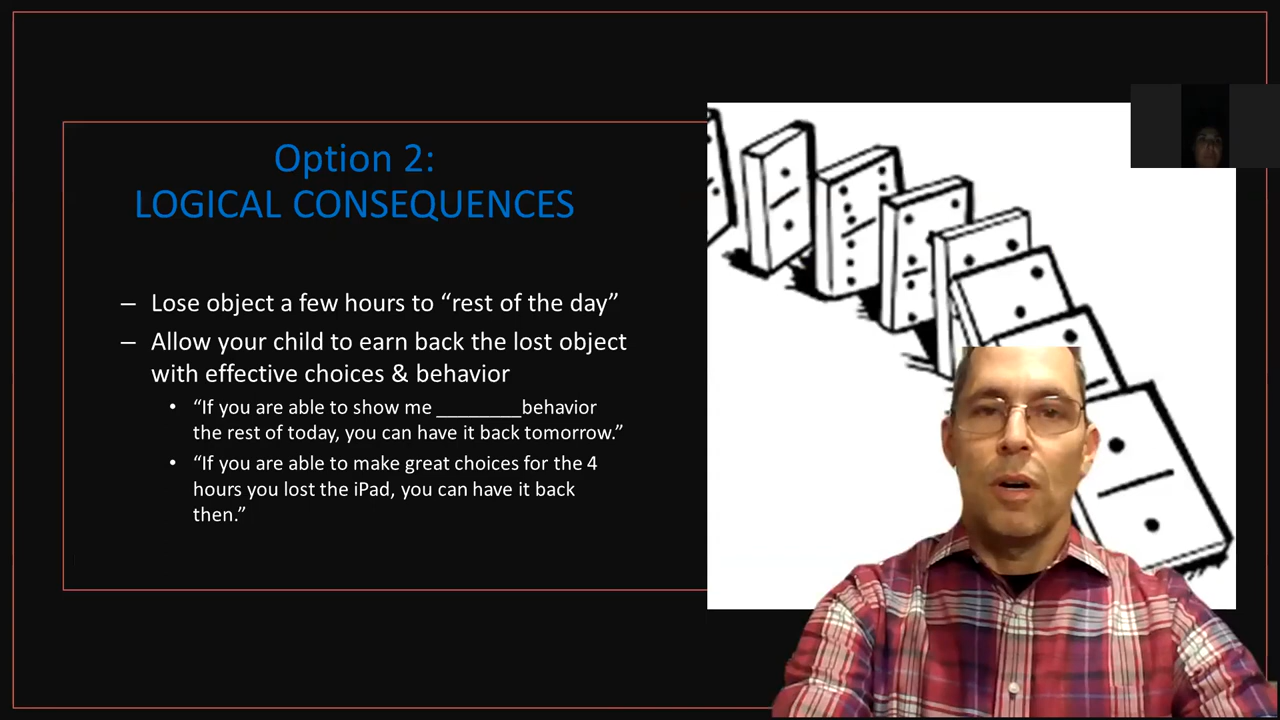 Option 2:
LOGICAL CONSEQUENCES
– Lose object a few hours to “rest of the day”
– Allow your child to earn back the lost object
with effective choices & behavior
• “If you are able to show me ________behavior
the rest of today, you can have it back tomorrow.”
• “If you are able to make great choices for the 4
hours you lost the iPad, you can have it back
then.”